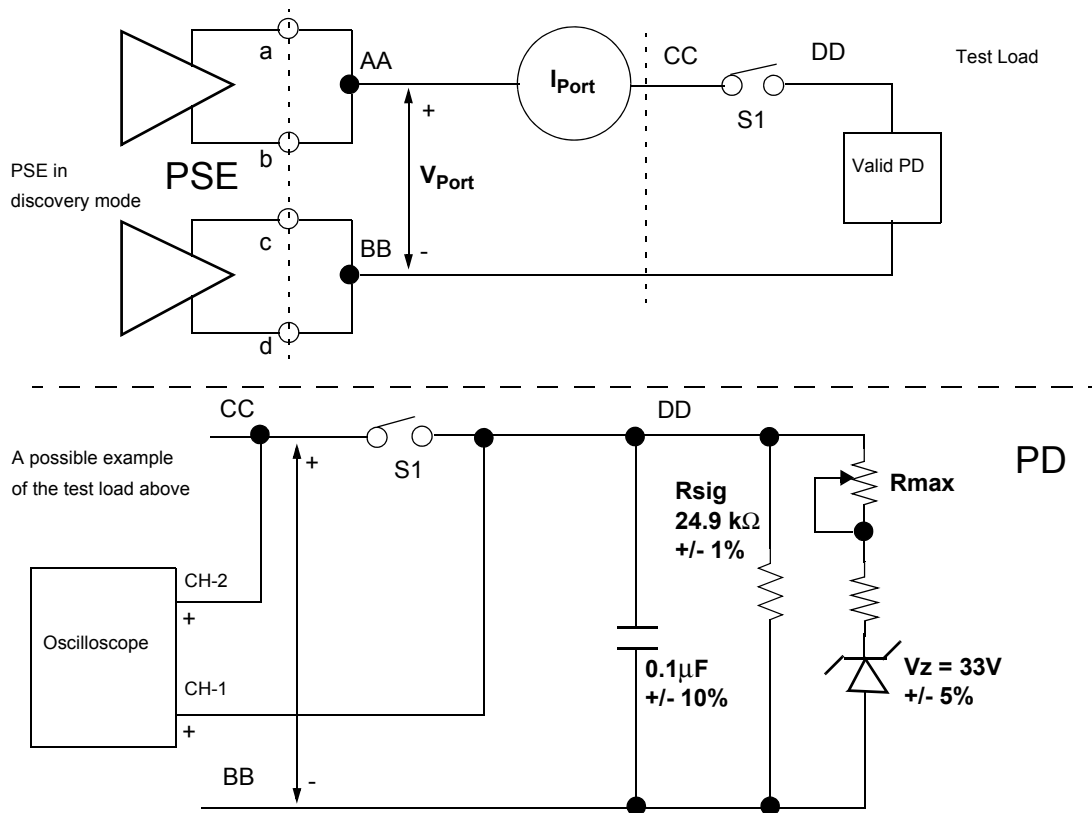 a
AA
b
PSE in
discovery mode
PSE
c
BB
d
+
V_Port
-
I_Port
CC
DD
S1
Test Load
Valid PD
CC
DD
S1
PD
A possible example
of the test load above
+
Rsig
24.9 kΩ
+/- 1%
Rmax
CH-2
+
Oscilloscope
CH-1
+
0.1μF
+/- 10%
Vz = 33V
+/- 5%
BB
-